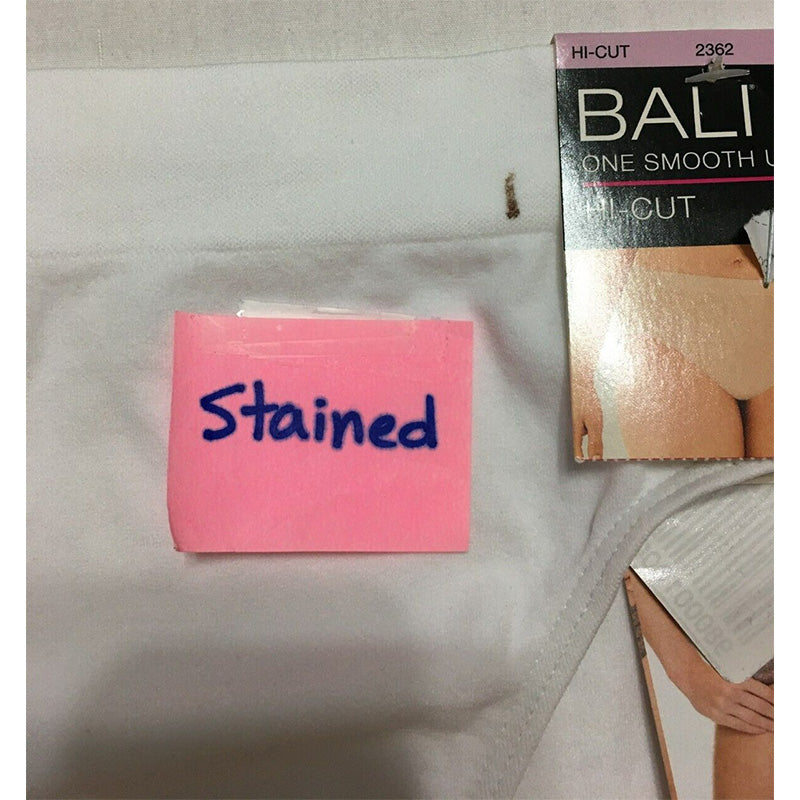 HI-CUT 2362
BALI
ONE SMOOTH U
HI-CUT
Stained